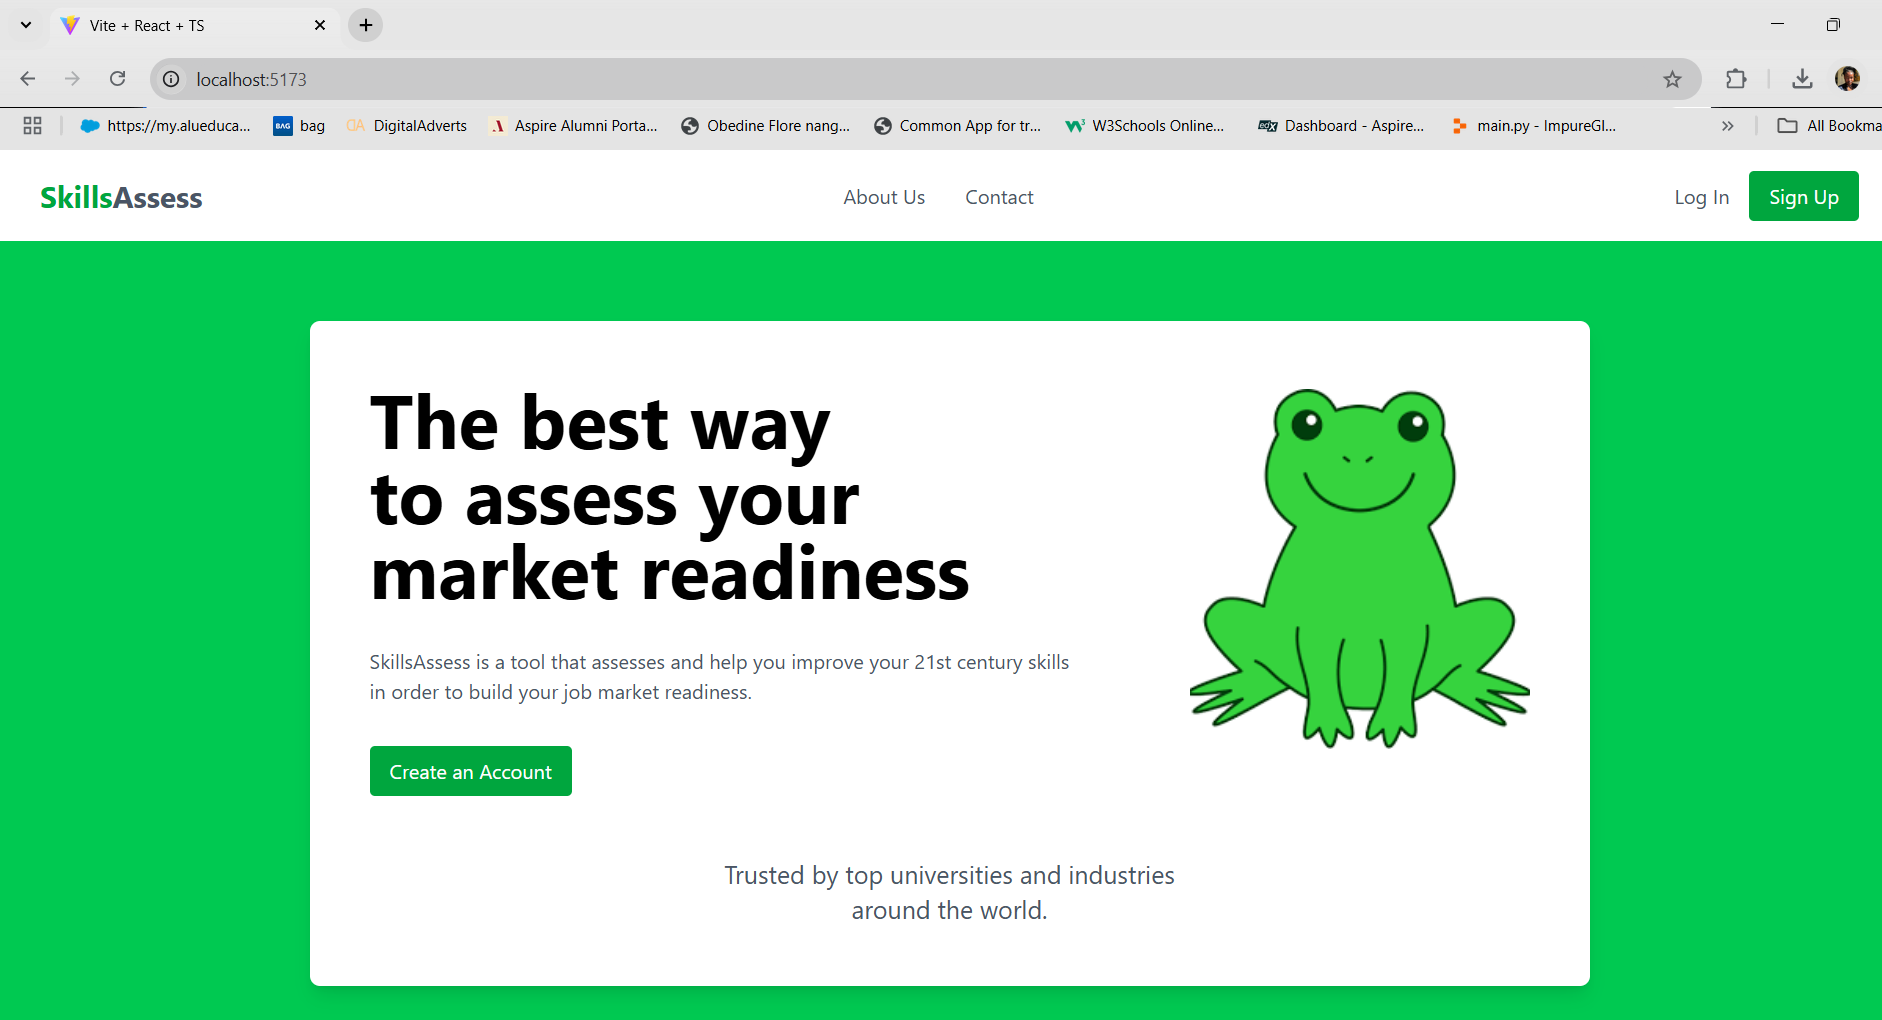 Vite + React + TS
localhost:5173
https://my.alueduca... BAG bag DA DigitalAdverts Aspire Alumni Porta... Obedine Flore nang... Common App for tr... W3Schools Online... edX Dashboard - Aspire... main.py - ImpureGl... All Bookma
SkillsAssess About Us Contact Log In Sign Up
The best way
to assess your
market readiness
SkillsAssess is a tool that assesses and help you improve your 21st century skills
in order to build your job market readiness.
Create an Account
Trusted by top universities and industries
around the world.